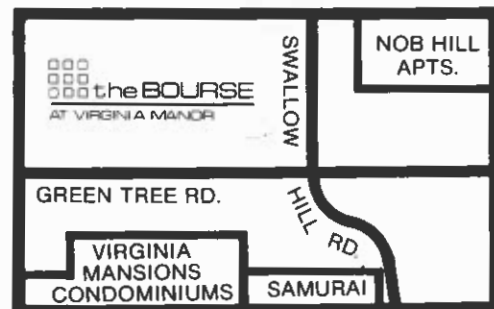 SWALLOW
HILL RD.
NOB HILL
APTS.
the BOURSE
AT VIRGINIA MANOR
GREEN TREE RD.
VIRGINIA
MANSIONS
CONDOMINIUMS
SAMURAI